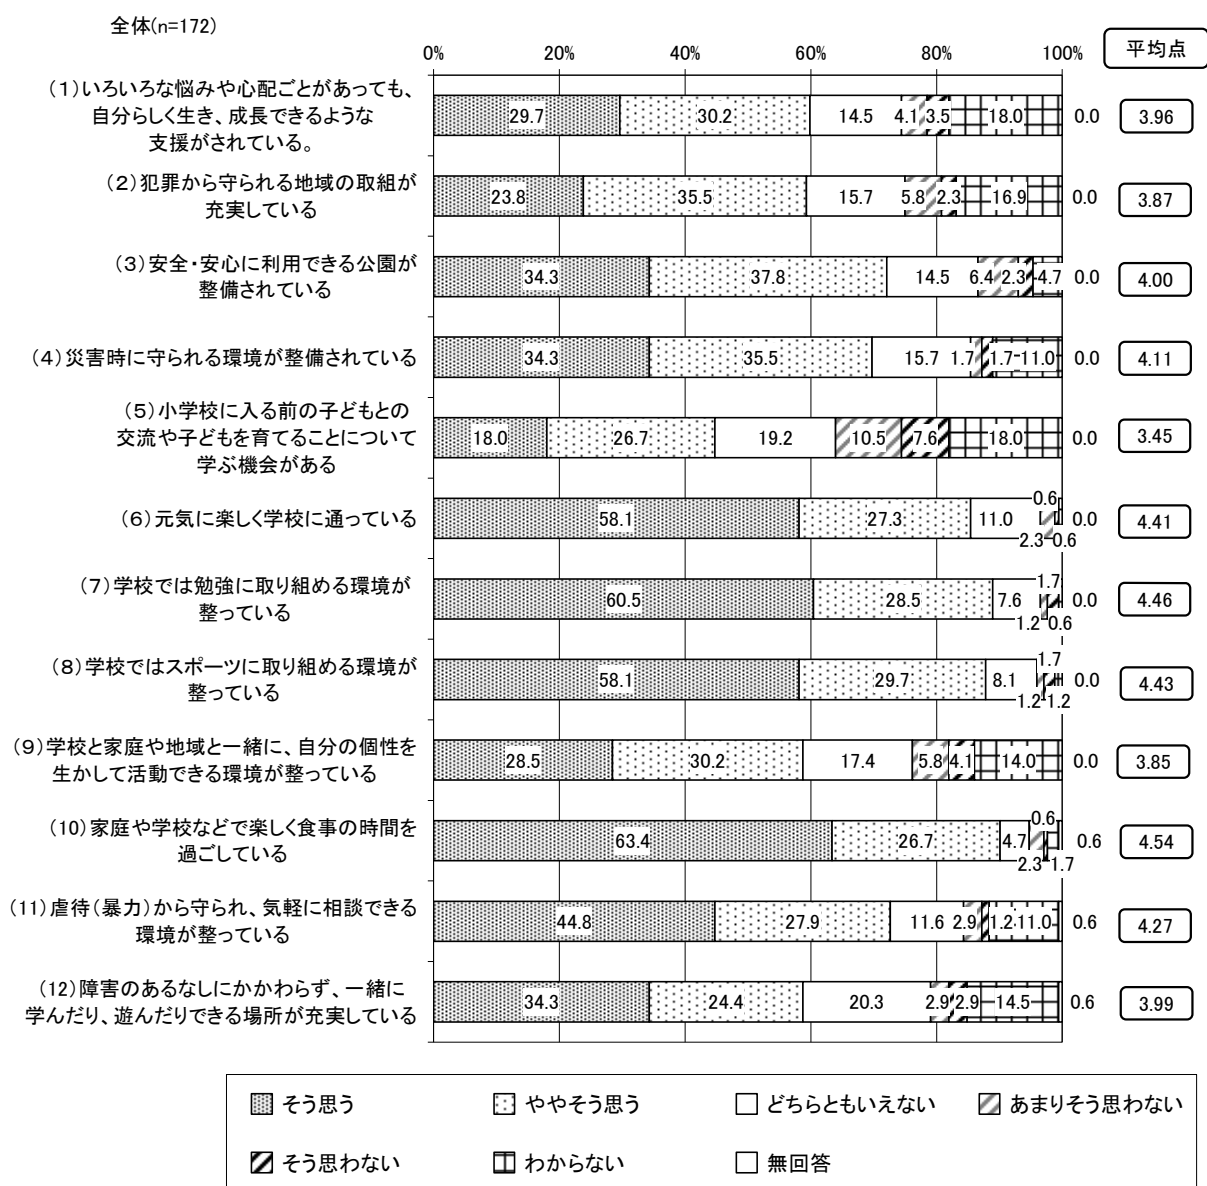 全体(n=172)
0% 20% 40% 60% 80% 100% 平均点
(1)いろいろな悩みや心配ごとがあっても、
自分らしく生き、成長できるような
支援がされている。
29.7 30.2 14.5 4.1 3.5 18.0 0.0 3.96
(2)犯罪から守られる地域の取組が
充実している
23.8 35.5 15.7 5.8 2.3 16.9 0.0 3.87
(3)安全・安心に利用できる公園が
整備されている
34.3 37.8 14.5 6.4 2.3 4.7 0.0 4.00
(4)災害時に守られる環境が整備されている
34.3 35.5 15.7 1.7 1.7 11.0 0.0 4.11
(5)小学校に入る前の子どもとの
交流や子どもを育てることについて
学ぶ機会がある
18.0 26.7 19.2 10.5 7.6 18.0 0.0 3.45
(6)元気に楽しく学校に通っている
58.1 27.3 11.0 2.3 0.6 0.6 0.0 4.41
(7)学校では勉強に取り組める環境が
整っている
60.5 28.5 7.6 1.2 1.7 0.6 0.0 4.46
(8)学校ではスポーツに取り組める環境が
整っている
58.1 29.7 8.1 1.2 1.7 1.2 0.0 4.43
(9)学校と家庭や地域と一緒に、自分の個性を
生かして活動できる環境が整っている
28.5 30.2 17.4 5.8 4.1 14.0 0.0 3.85
(10)家庭や学校などで楽しく食事の時間を
過ごしている
63.4 26.7 4.7 2.3 0.6 1.7 0.6 4.54
(11)虐待(暴力)から守られ、気軽に相談できる
環境が整っている
44.8 27.9 11.6 2.9 1.2 11.0 0.6 4.27
(12)障害のあるなしにかかわらず、一緒に
学んだり、遊んだりできる場所が充実している
34.3 24.4 20.3 2.9 2.9 14.5 0.6 3.99
そう思う ややそう思う どちらともいえない あまりそう思わない
そう思わない わからない 無回答